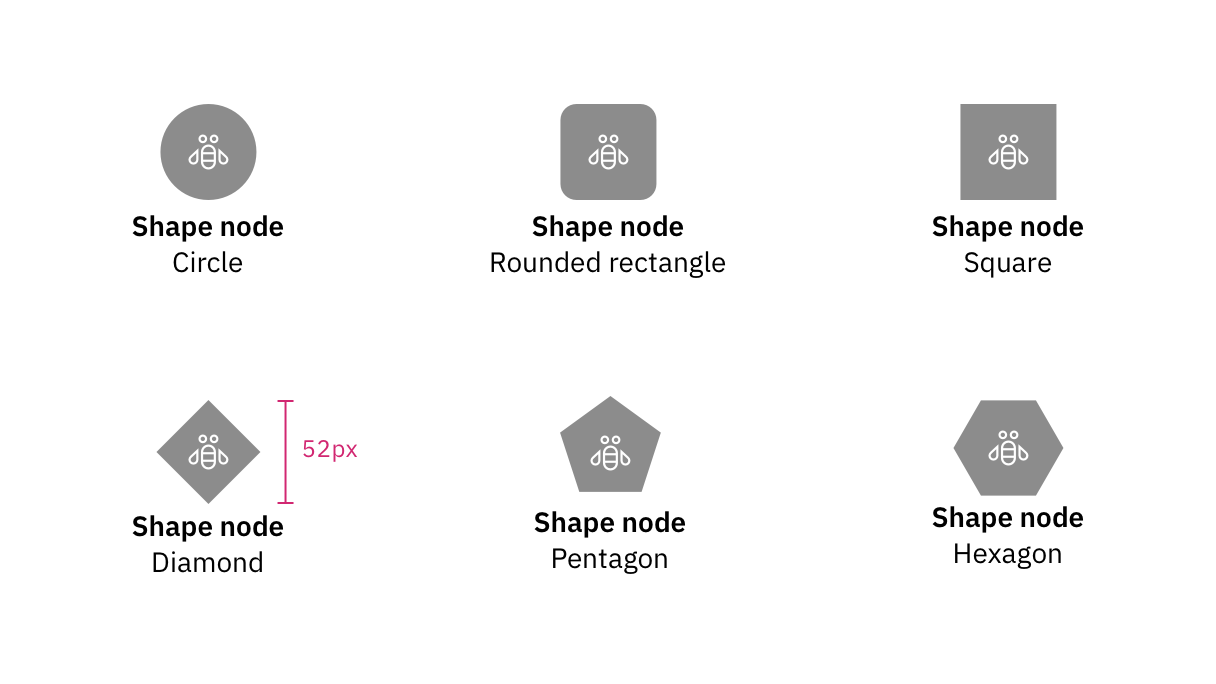 Shape node
Circle
Shape node
Rounded rectangle
Shape node
Square
52px
Shape node
Diamond
Shape node
Pentagon
Shape node
Hexagon